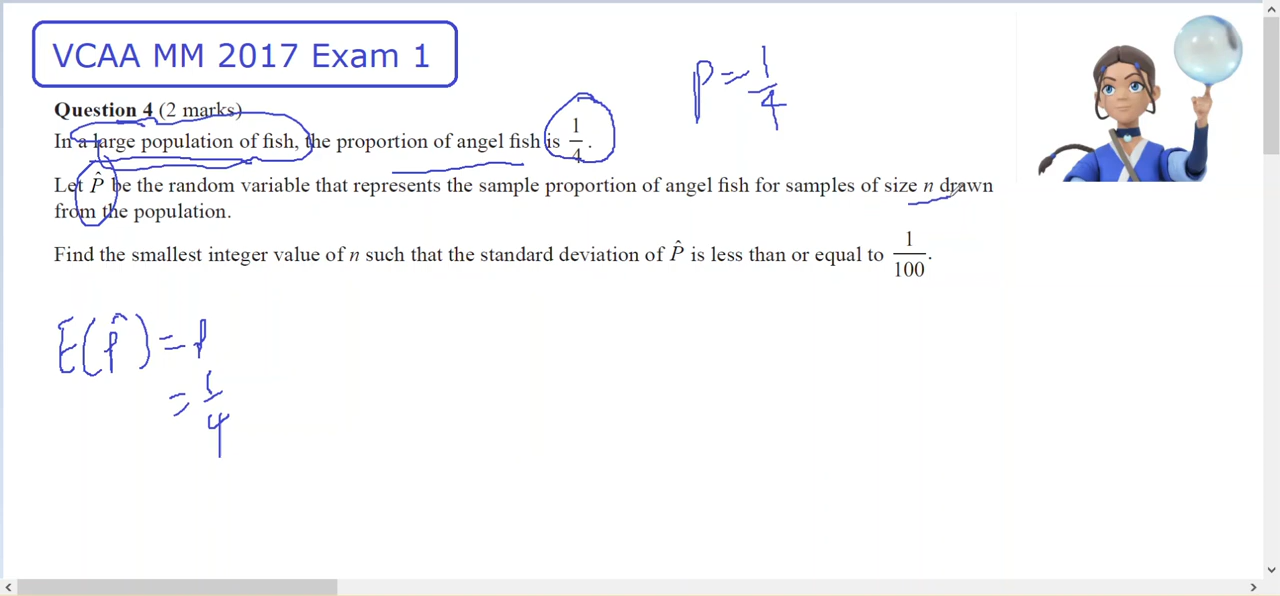 VCAA MM 2017 Exam 1
Question 4 (2 marks)
In a large population of fish, the proportion of angel fish is 1/4.
Let P̂ be the random variable that represents the sample proportion of angel fish for samples of size n drawn
from the population.
Find the smallest integer value of n such that the standard deviation of P̂ is less than or equal to 1/100.
p = 1/4
E(p̂) = p
= 1/4